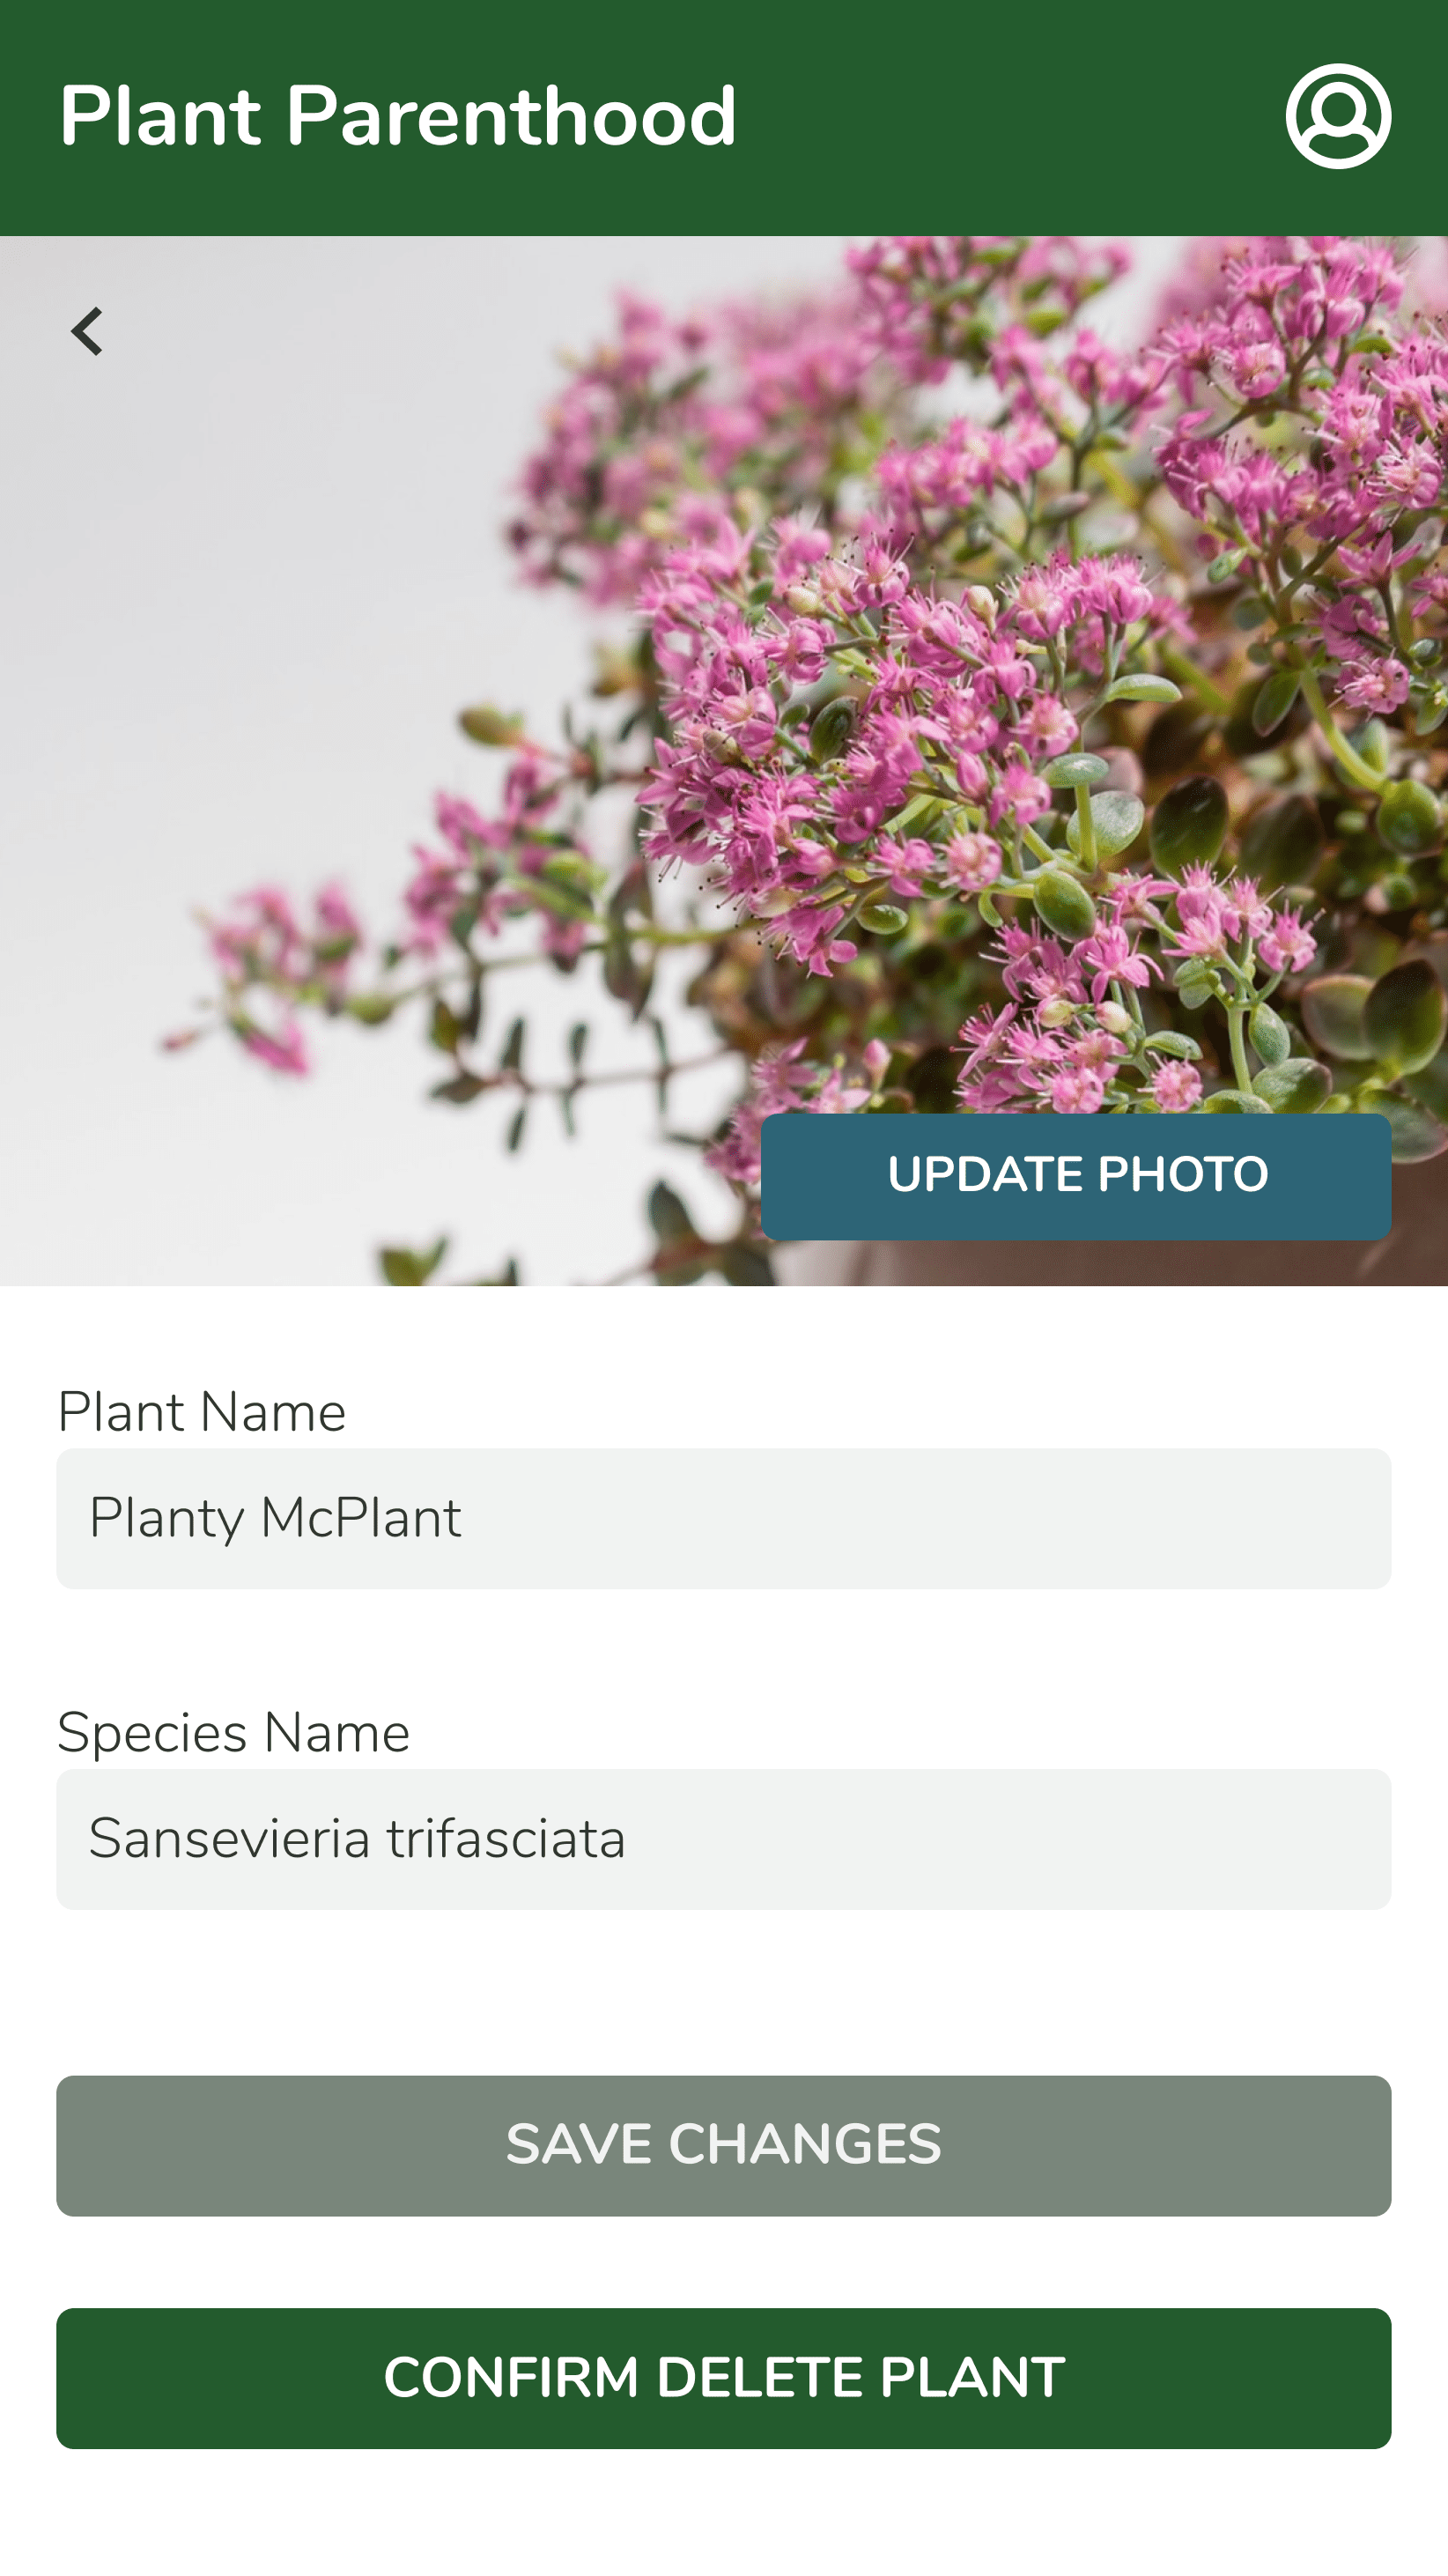 Plant Parenthood
UPDATE PHOTO
Plant Name
Planty McPlant
Species Name
Sansevieria trifasciata
SAVE CHANGES
CONFIRM DELETE PLANT